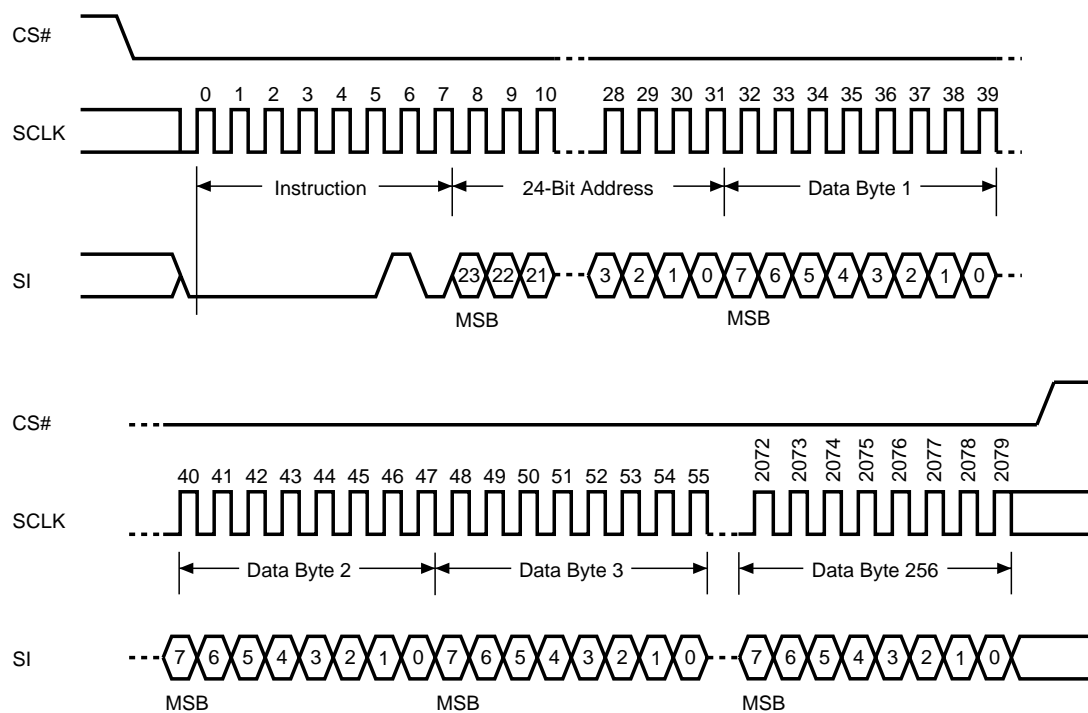 CS#
0 1 2 3 4 5 6 7 8 9 10 28 29 30 31 32 33 34 35 36 37 38 39
SCLK
Instruction 24-Bit Address Data Byte 1
SI 23 22 21 3 2 1 0 7 6 5 4 3 2 1 0
MSB MSB
CS#
40 41 42 43 44 45 46 47 48 49 50 51 52 53 54 55 2072 2073 2074 2075 2076 2077 2078 2079
SCLK
Data Byte 2 Data Byte 3 Data Byte 256
SI 7 6 5 4 3 2 1 0 7 6 5 4 3 2 1 0 7 6 5 4 3 2 1 0
MSB MSB MSB